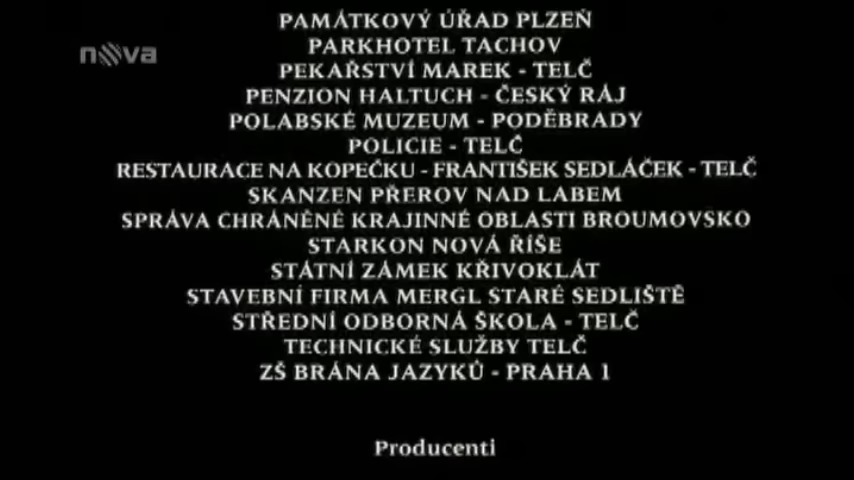 PAMÁTKOVÝ ÚŘAD PLZEŇ
nova
PARKHOTEL TACHOV
PEKAŘSTVÍ MAREK - TELČ
PENZION HALTUCH - ČESKÝ RÁJ
POLABSKÉ MUZEUM - PODĚBRADY
POLICIE - TELČ
RESTAURACE NA KOPEČKU - FRANTIŠEK SEDLÁČEK - TELČ
SKANZEN PŘEROV NAD LABEM
SPRÁVA CHRÁNĚNÉ KRAJINNÉ OBLASTI BROUMOVSKO
STARKON NOVÁ ŘÍŠE
STÁTNÍ ZÁMEK KŘIVOKLÁT
STAVEBNÍ FIRMA MERGL STARÉ SEDLIŠTĚ
STŘEDNÍ ODBORNÁ ŠKOLA - TELČ
TECHNICKÉ SLUŽBY TELČ
ZŠ BRÁNA JAZYKŮ - PRAHA 1
Producenti